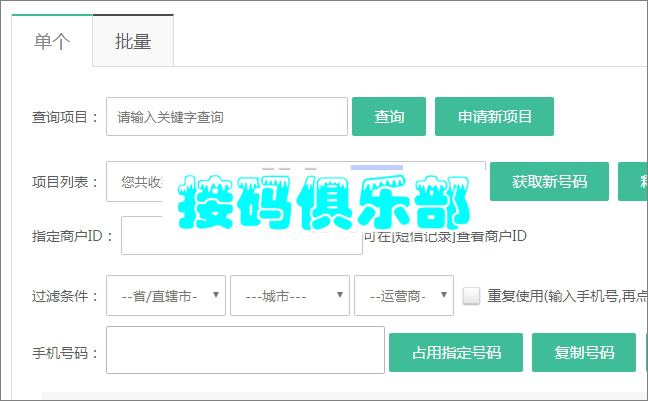 单个 批量
查询项目： 请输入关键字查询 查询 申请新项目
项目列表： 您共收 获取新号码
接码俱乐部
指定商户ID： 可在[短信记录]查看商户ID
过滤条件： --省/直辖市- ---城市--- --运营商- 重复使用(输入手机号,再点
手机号码： 占用指定号码 复制号码